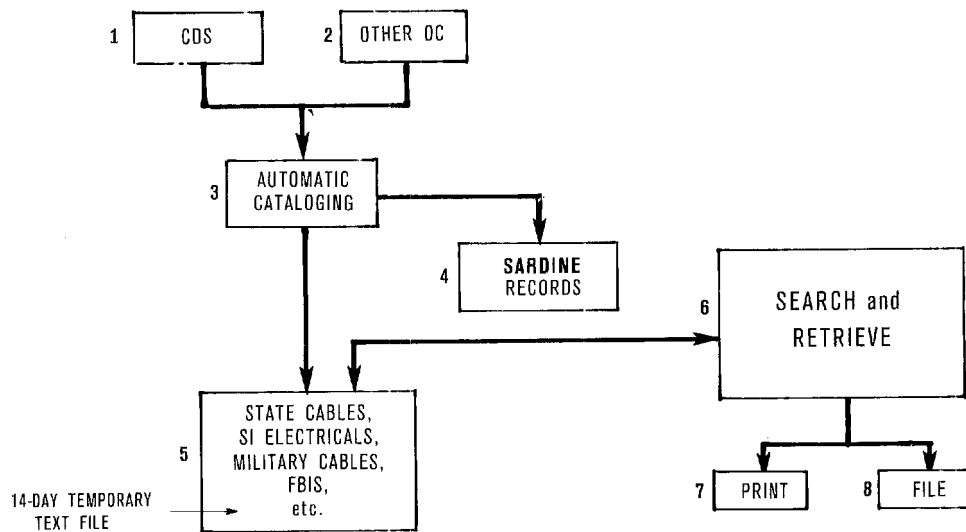 1 CDS
2 OTHER OC
3 AUTOMATIC
CATALOGING
4 SARDINE
RECORDS
6 SEARCH and
RETRIEVE
5 STATE CABLES,
SI ELECTRICALS,
MILITARY CABLES,
FBIS,
etc.
14-DAY TEMPORARY
TEXT FILE
7 PRINT
8 FILE